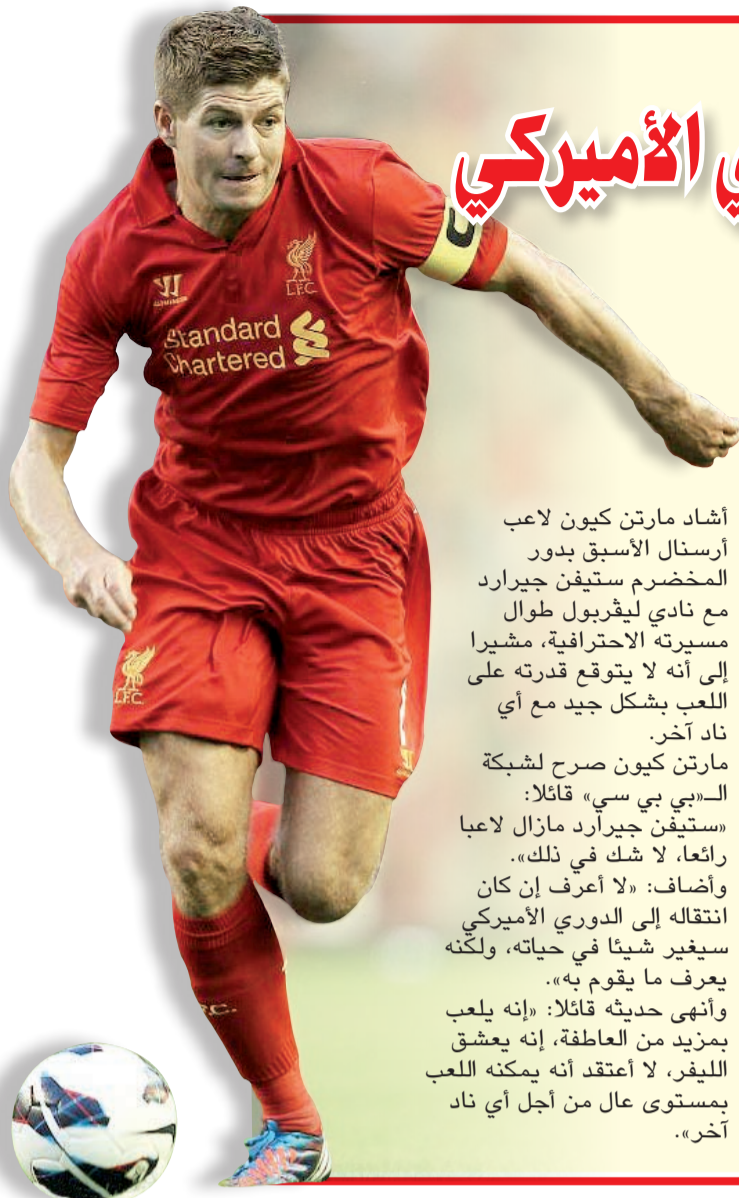 الأميركي
أشاد مارتن كيون لاعب
أرسنال الأسبق بدور
المخضرم ستيفن جيرارد
مع نادي ليڤربول طوال
مسيرته الاحترافية، مشيرا
إلى أنه لا يتوقع قدرته على
اللعب بشكل جيد مع أي
ناد آخر.
مارتن كيون صرح لشبكة
الـ«بي بي سي» قائلا:
«ستيفن جيرارد مازال لاعبا
رائعا، لا شك في ذلك».
وأضاف: «لا أعرف إن كان
انتقاله إلى الدوري الأميركي
سيغير شيئا في حياته، ولكنه
يعرف ما يقوم به».
وأنهى حديثه قائلا: «إنه يلعب
بمزيد من العاطفة، إنه يعشق
الليفر، لا أعتقد أنه يمكنه اللعب
بمستوى عال من أجل أي ناد
آخر».
L.F.C.
Standard
Chartered
L.F.C.